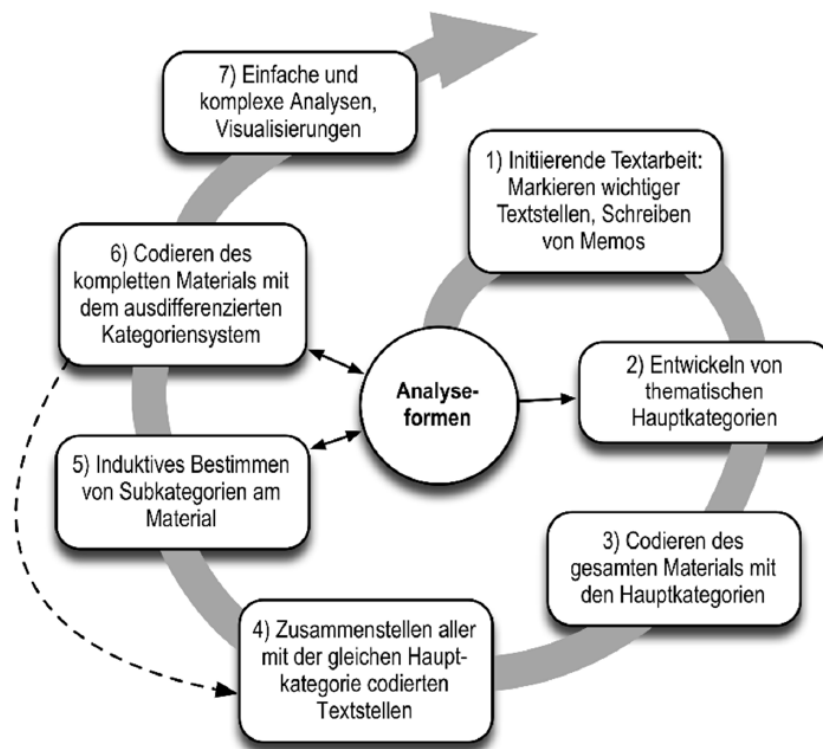 7) Einfache und
komplexe Analysen,
Visualisierungen
1) Initiierende Textarbeit:
Markieren wichtiger
Textstellen, Schreiben
von Memos
6) Codieren des
kompletten Materials mit
dem ausdifferenzierten
Kategoriensystem
2) Entwickeln von
thematischen
Hauptkategorien
Analyse-
formen
5) Induktives Bestimmen
von Subkategorien am
Material
3) Codieren des
gesamten Materials mit
den Hauptkategorien
4) Zusammenstellen aller
mit der gleichen Haupt-
kategorie codierten
Textstellen